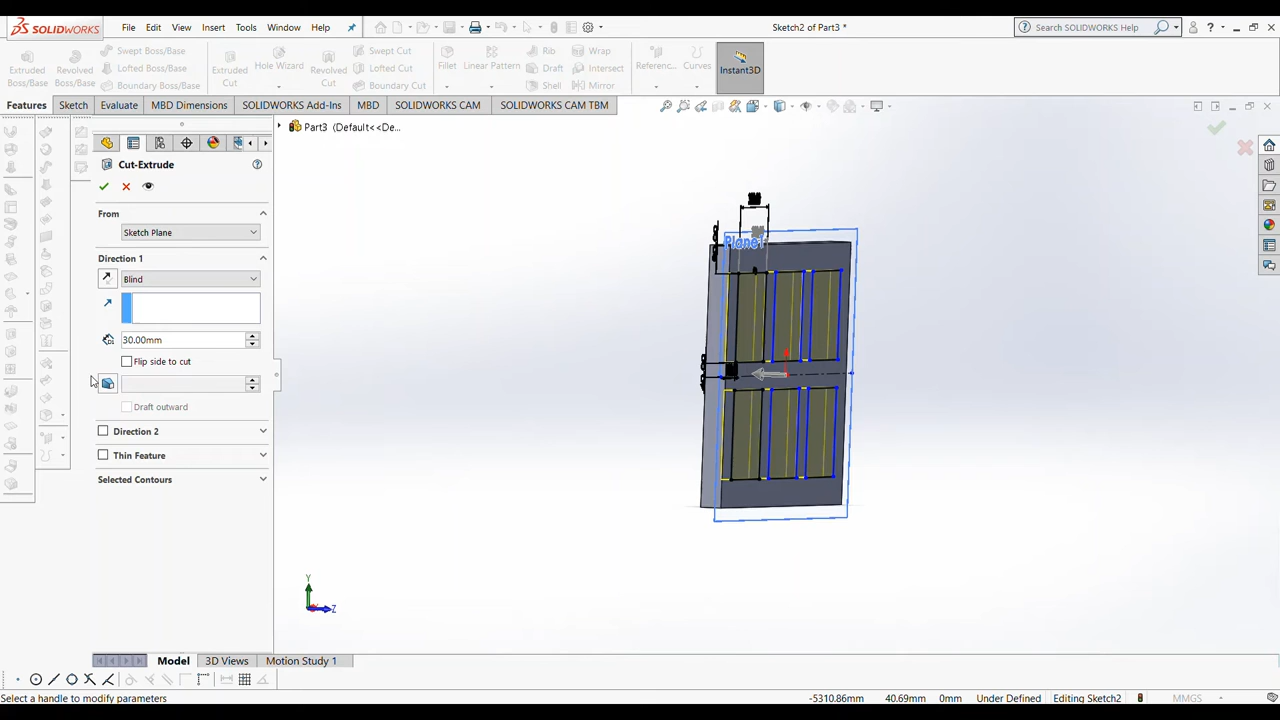 SOLIDWORKS
File Edit View Insert Tools Window Help
Sketch2 of Part3 *
Search SOLIDWORKS Help
Extruded Boss/Base
Revolved Boss/Base
Swept Boss/Base
Lofted Boss/Base
Boundary Boss/Base
Extruded Cut
Hole Wizard
Revolved Cut
Swept Cut
Lofted Cut
Boundary Cut
Fillet
Linear Pattern
Rib
Draft
Shell
Wrap
Intersect
Mirror
Referenc...
Curves
Instant3D
Features Sketch Evaluate MBD Dimensions SOLIDWORKS Add-Ins MBD SOLIDWORKS CAM SOLIDWORKS CAM TBM
Part3 (Default<<De...
Cut-Extrude
From
Sketch Plane
Direction 1
Blind
30.00mm
Flip side to cut
Draft outward
Direction 2
Thin Feature
Selected Contours
Plane1
Y
Z
Model 3D Views Motion Study 1
Select a handle to modify parameters
-5310.86mm 40.69mm 0mm Under Defined Editing Sketch2 MMGS